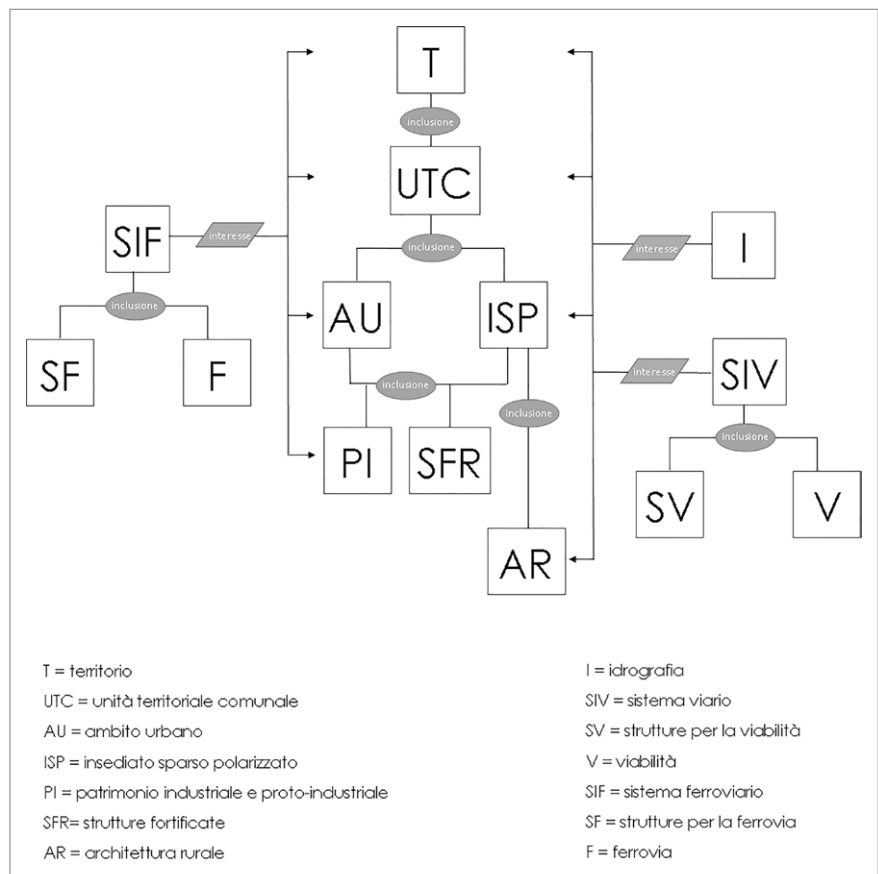 T
inclusione
UTC
SIF
interesse
inclusione
interesse
I
inclusione
AU
ISP
SF
F
interesse
SIV
inclusione
inclusione
inclusione
PI
SFR
SV
V
AR
T = territorio
UTC = unità territoriale comunale
AU = ambito urbano
ISP = insediato sparso polarizzato
PI = patrimonio industriale e proto-industriale
SFR= strutture fortificate
AR = architettura rurale
I = idrografia
SIV = sistema viario
SV = strutture per la viabilità
V = viabilità
SIF = sistema ferroviario
SF = strutture per la ferrovia
F = ferrovia